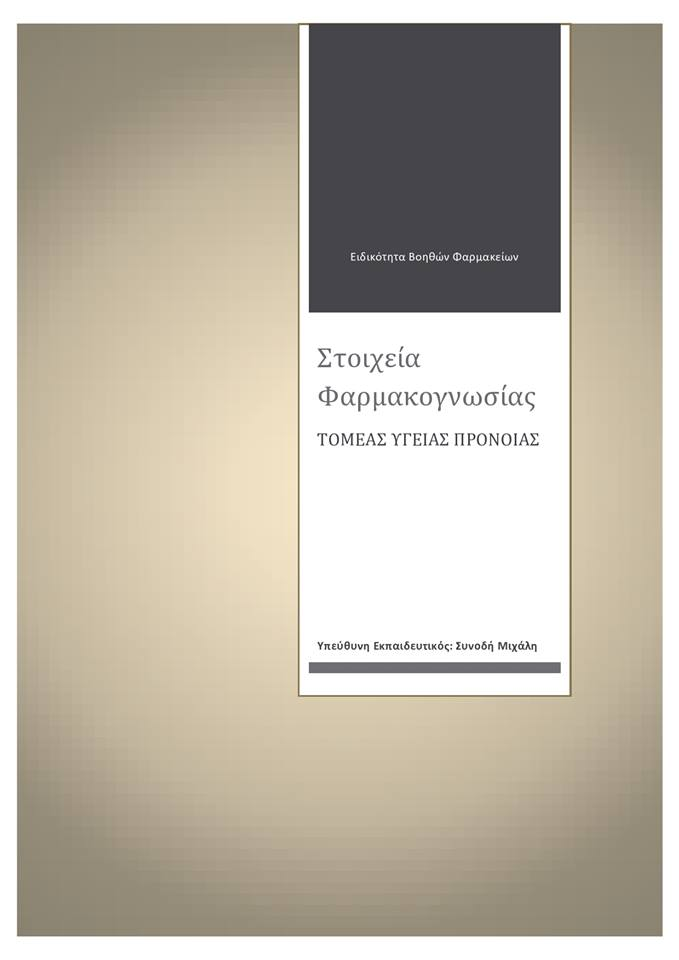 Ειδικότητα Βοηθών Φαρμακείων
Στοιχεία
Φαρμακογνωσίας
ΤΟΜΕΑΣ ΥΓΕΙΑΣ ΠΡΟΝΟΙΑΣ
Υπεύθυνη Εκπαιδευτικός: Συνοδή Μιχάλη